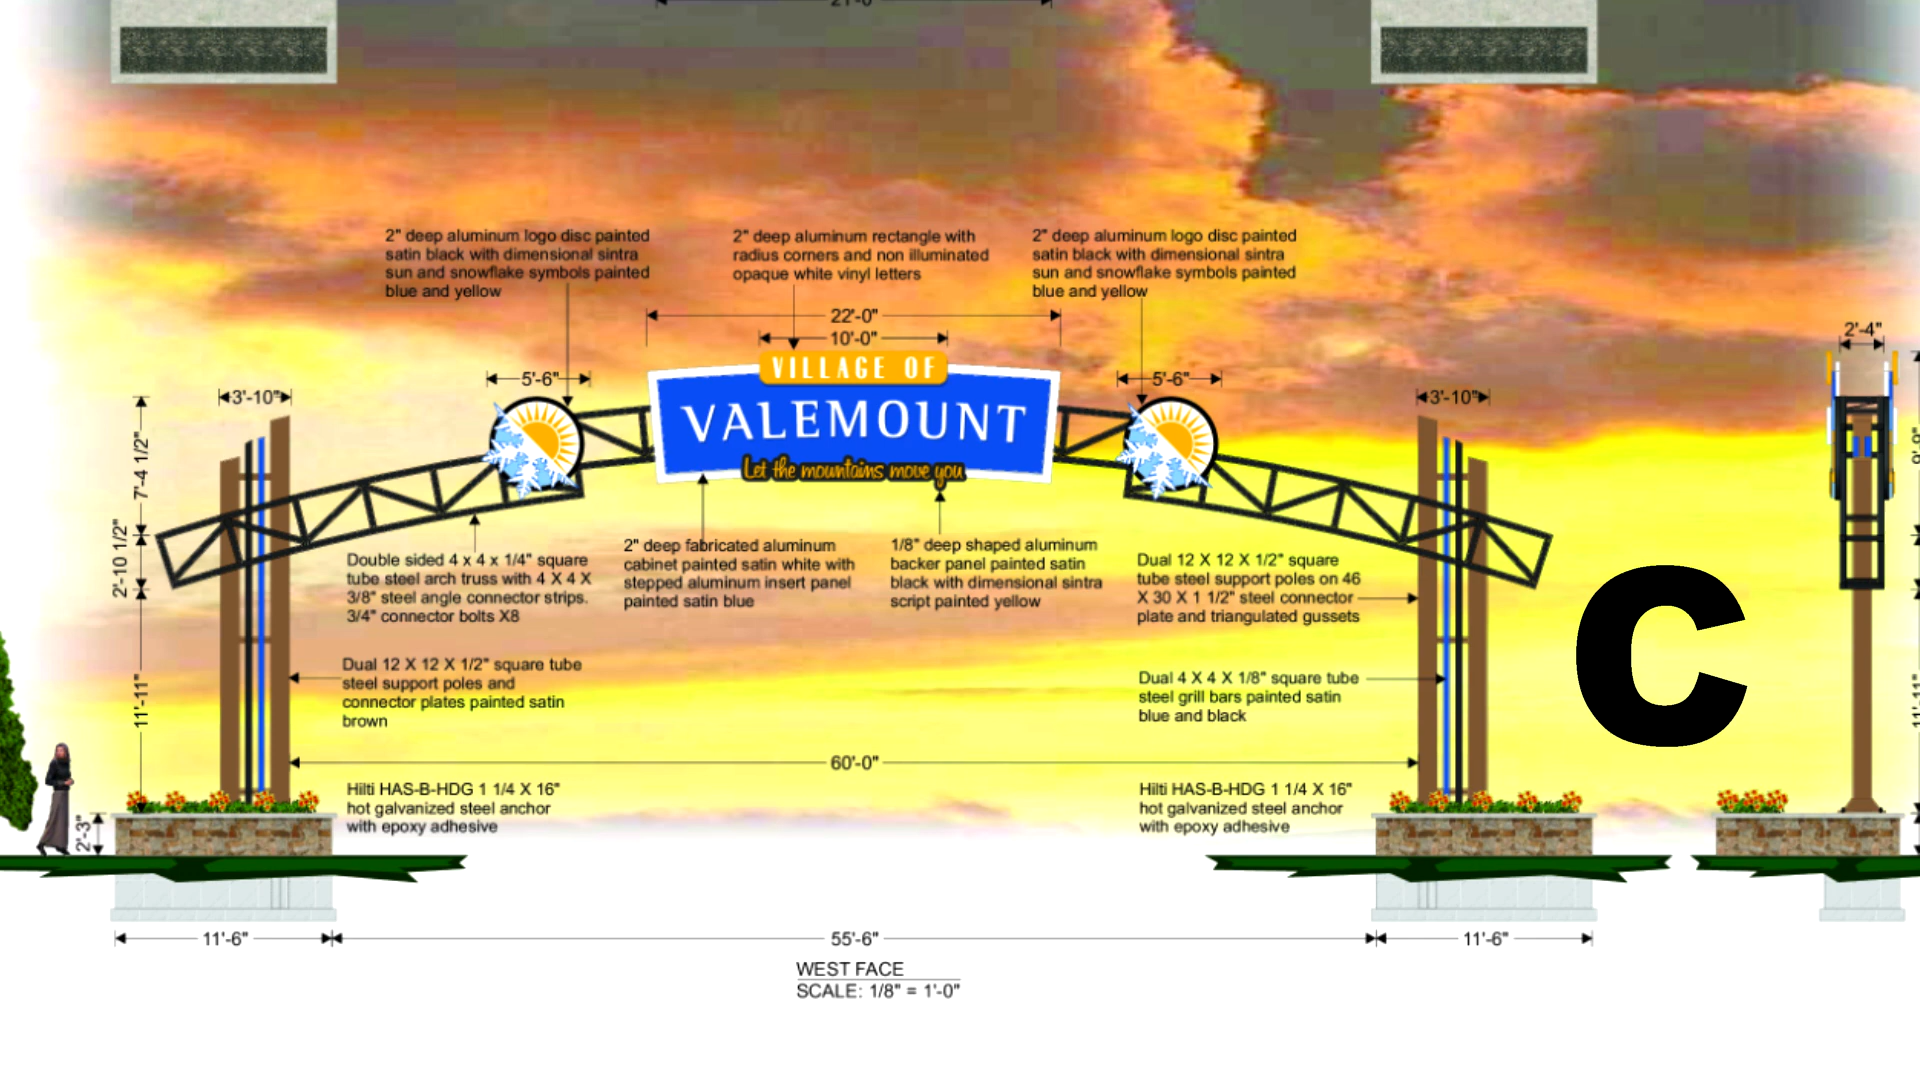 21'-0"
2" deep aluminum logo disc painted
satin black with dimensional sintra
sun and snowflake symbols painted
blue and yellow
2" deep aluminum rectangle with
radius corners and non illuminated
opaque white vinyl letters
2" deep aluminum logo disc painted
satin black with dimensional sintra
sun and snowflake symbols painted
blue and yellow
22'-0"
10'-0"
2'-4"
5'-6"
5'-6"
3'-10"
3'-10"
VILLAGE OF
VALEMOUNT
Let the mountains move you
7'-4 1/2"
2'-10 1/2"
11'-11"
2'-3"
9'-9"
11'-11"
Double sided 4 x 4 x 1/4" square
tube steel arch truss with 4 X 4 X
3/8" steel angle connector strips.
3/4" connector bolts X8
2" deep fabricated aluminum
cabinet painted satin white with
stepped aluminum insert panel
painted satin blue
1/8" deep shaped aluminum
backer panel painted satin
black with dimensional sintra
script painted yellow
Dual 12 X 12 X 1/2" square
tube steel support poles on 46
X 30 X 1 1/2" steel connector
plate and triangulated gussets
C
Dual 12 X 12 X 1/2" square tube
steel support poles and
connector plates painted satin
brown
Dual 4 X 4 X 1/8" square tube
steel grill bars painted satin
blue and black
60'-0"
Hilti HAS-B-HDG 1 1/4 X 16"
hot galvanized steel anchor
with epoxy adhesive
Hilti HAS-B-HDG 1 1/4 X 16"
hot galvanized steel anchor
with epoxy adhesive
11'-6"
55'-6"
11'-6"
WEST FACE
SCALE: 1/8" = 1'-0"